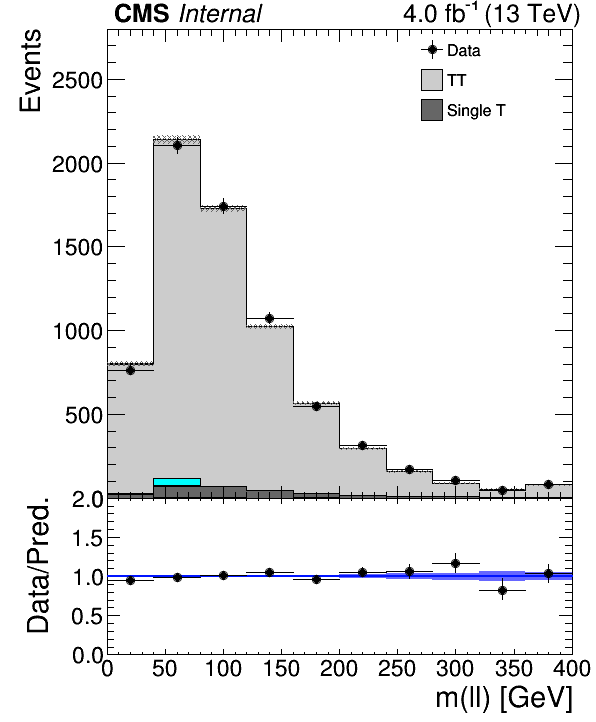 CMS Internal 4.0 fb⁻¹ (13 TeV)
Events
2500
2000
1500
1000
500
Data
TT
Single T
Data/Pred.
2.0
1.5
1.0
0.5
0.0
0 50 100 150 200 250 300 350 400
m(ll) [GeV]